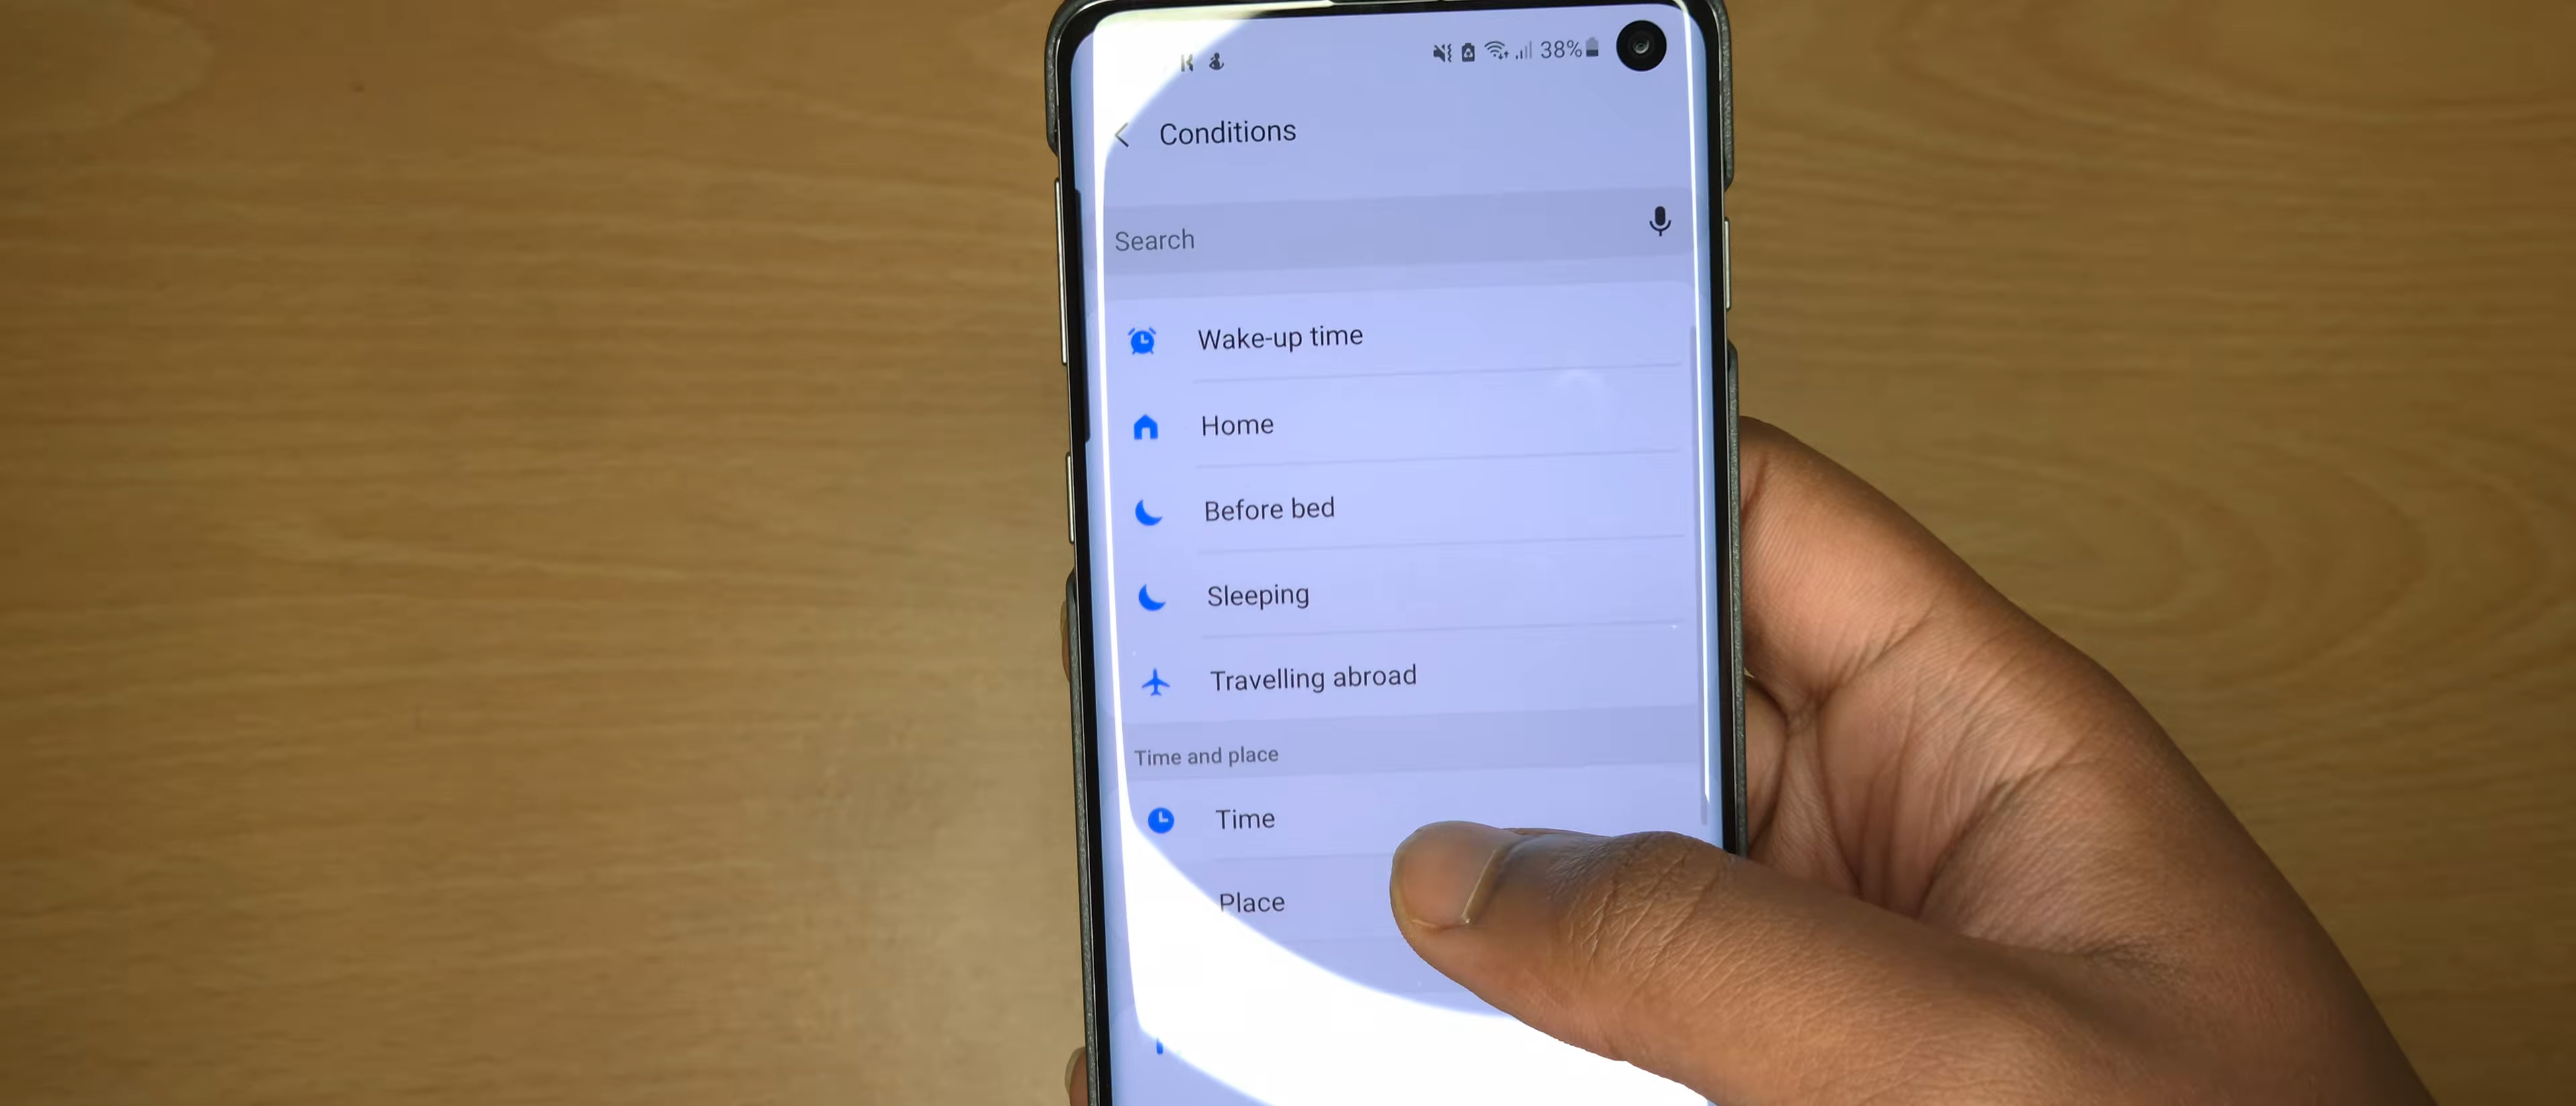 38%
Conditions
Search
Wake-up time
Home
Before bed
Sleeping
Travelling abroad
Time and place
Time
Place